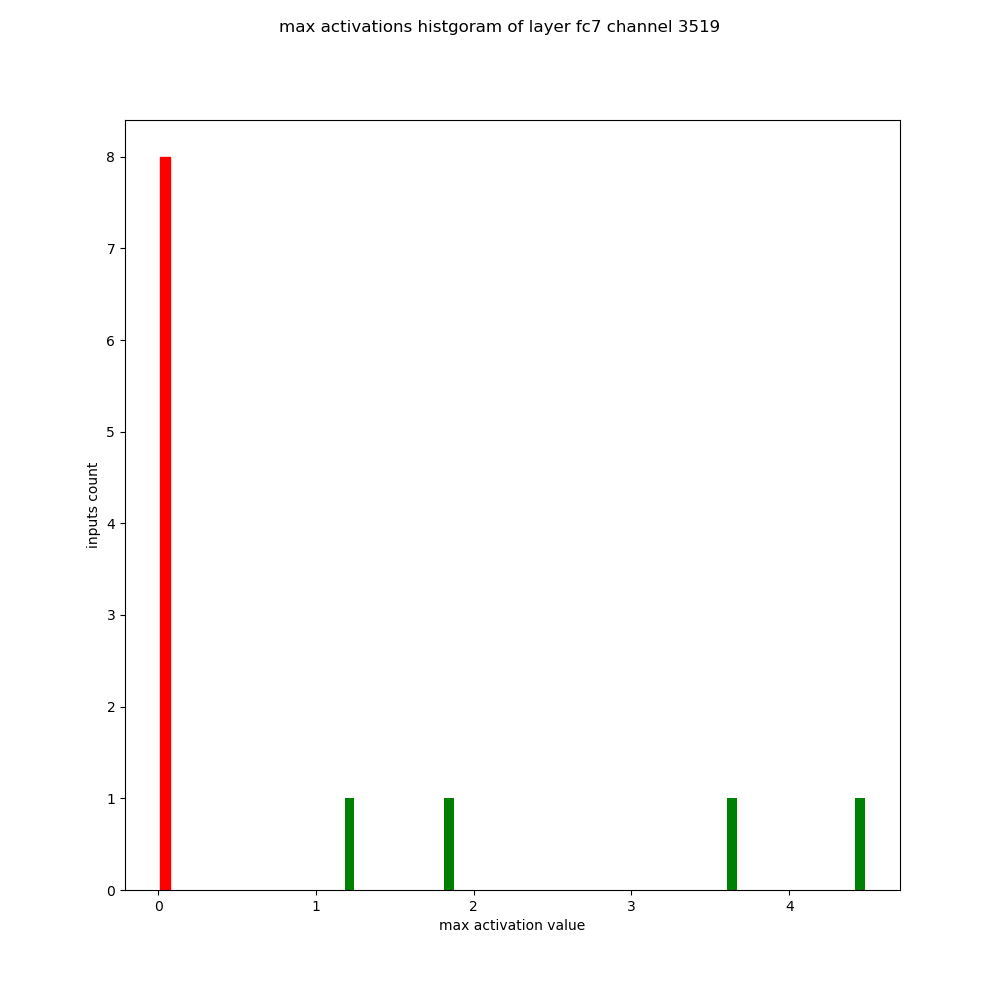 max activations histgoram of layer fc7 channel 3519
8
7
6
5
4
3
2
1
0
inputs count
0 1 2 3 4
max activation value